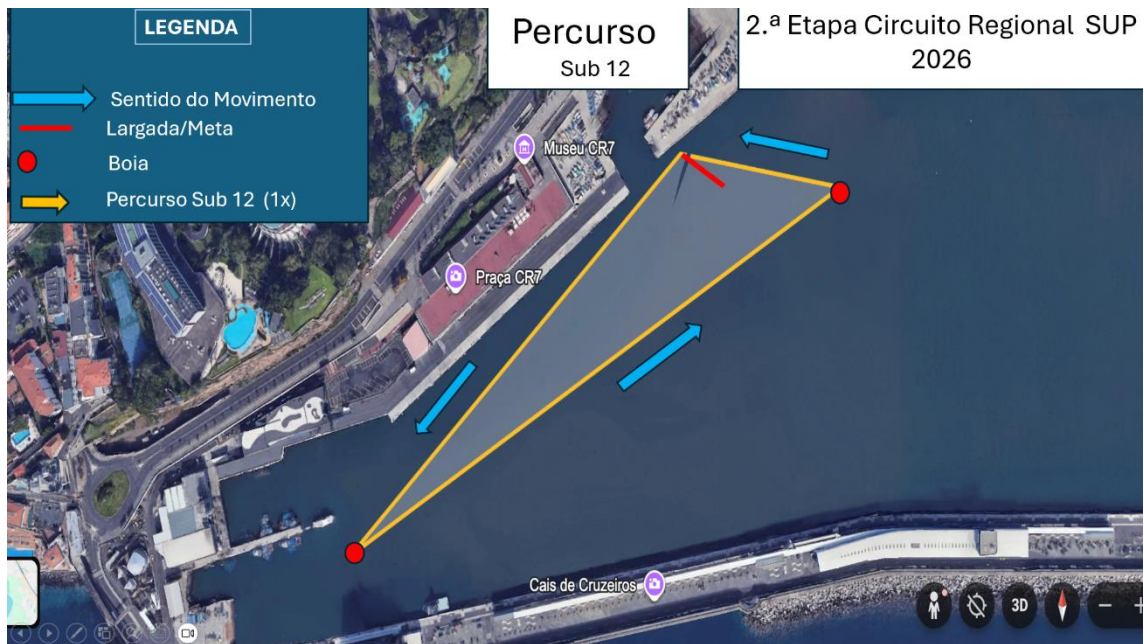 LEGENDA
Sentido do Movimento
Largada/Meta
Boia
Percurso Sub 12 (1x)
Percurso
Sub 12
2.ª Etapa Circuito Regional SUP
2026
Museu CR7
Praça CR7
Cais de Cruzeiros
3D